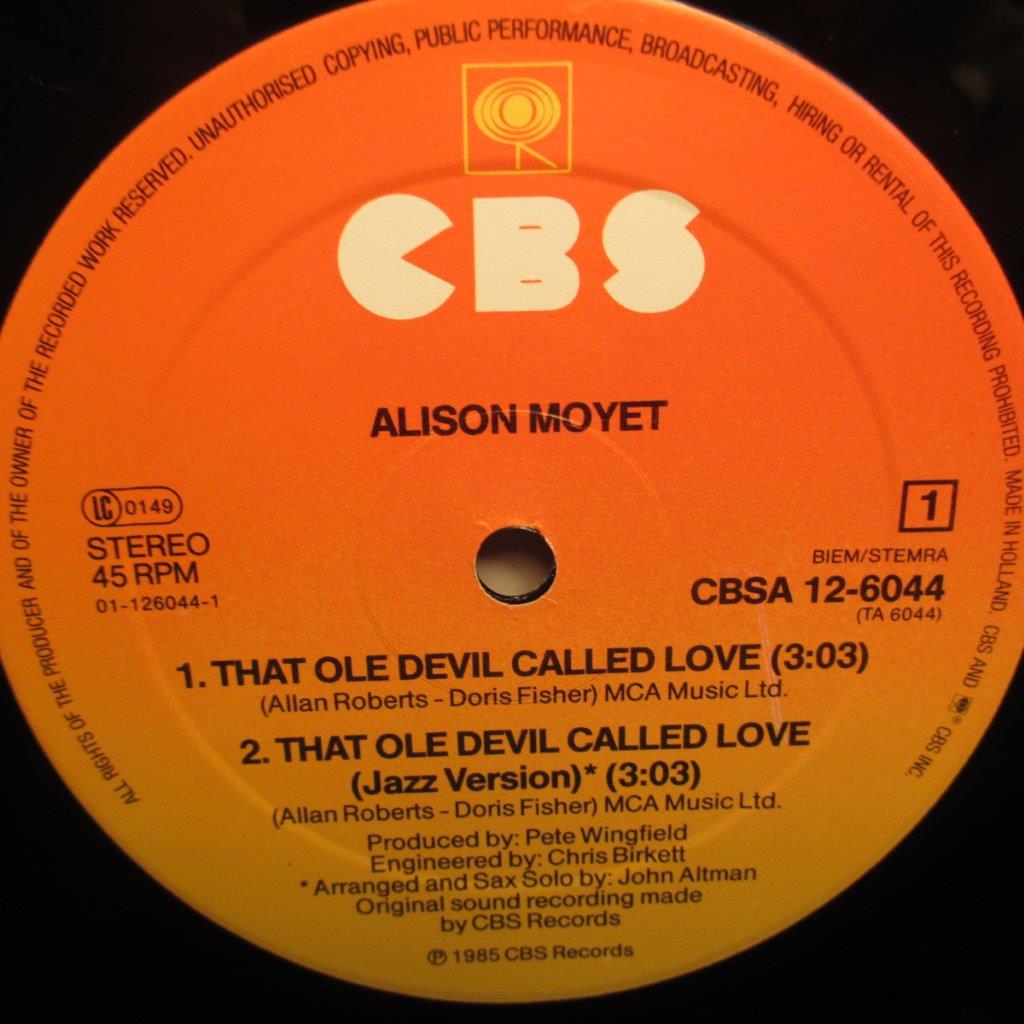 ALL RIGHTS OF THE PRODUCER AND OF THE OWNER OF THE RECORDED WORK RESERVED. UNAUTHORISED COPYING, PUBLIC PERFORMANCE, BROADCASTING, HIRING OR RENTAL OF THIS RECORDING PROHIBITED. MADE IN HOLLAND. CBS AND ® CBS INC.
CBS
ALISON MOYET
LC 0149
STEREO
45 RPM
01-126044-1
1
BIEM/STEMRA
CBSA 12-6044
(TA 6044)
1. THAT OLE DEVIL CALLED LOVE (3:03)
(Allan Roberts - Doris Fisher) MCA Music Ltd.
2. THAT OLE DEVIL CALLED LOVE
(Jazz Version)* (3:03)
(Allan Roberts - Doris Fisher) MCA Music Ltd.
Produced by: Pete Wingfield
Engineered by: Chris Birkett
* Arranged and Sax Solo by: John Altman
Original sound recording made
by CBS Records
℗ 1985 CBS Records